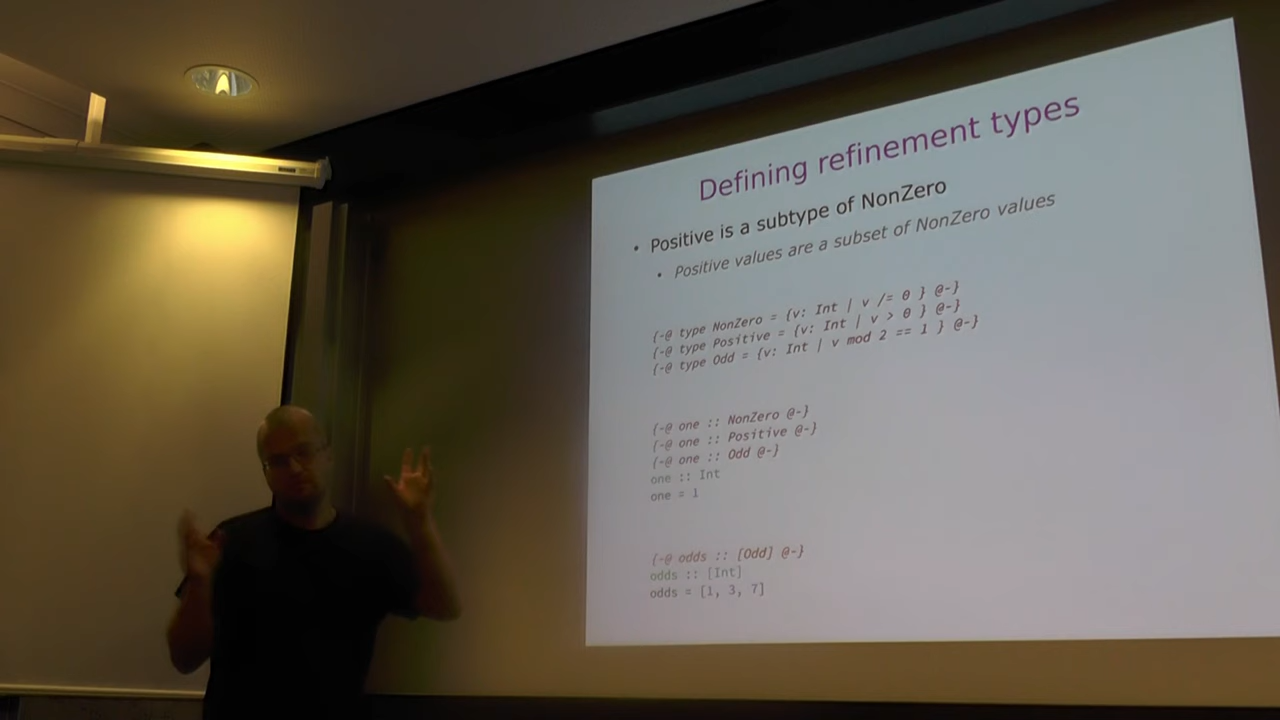 Defining refinement types
• Positive is a subtype of NonZero
• Positive values are a subset of NonZero values
{-@ type NonZero = {v: Int | v /= 0 } @-}
{-@ type Positive = {v: Int | v > 0 } @-}
{-@ type Odd = {v: Int | v mod 2 == 1 } @-}
{-@ one :: NonZero @-}
{-@ one :: Positive @-}
{-@ one :: Odd @-}
one :: Int
one = 1
{-@ odds :: [Odd] @-}
odds :: [Int]
odds = [1, 3, 7]